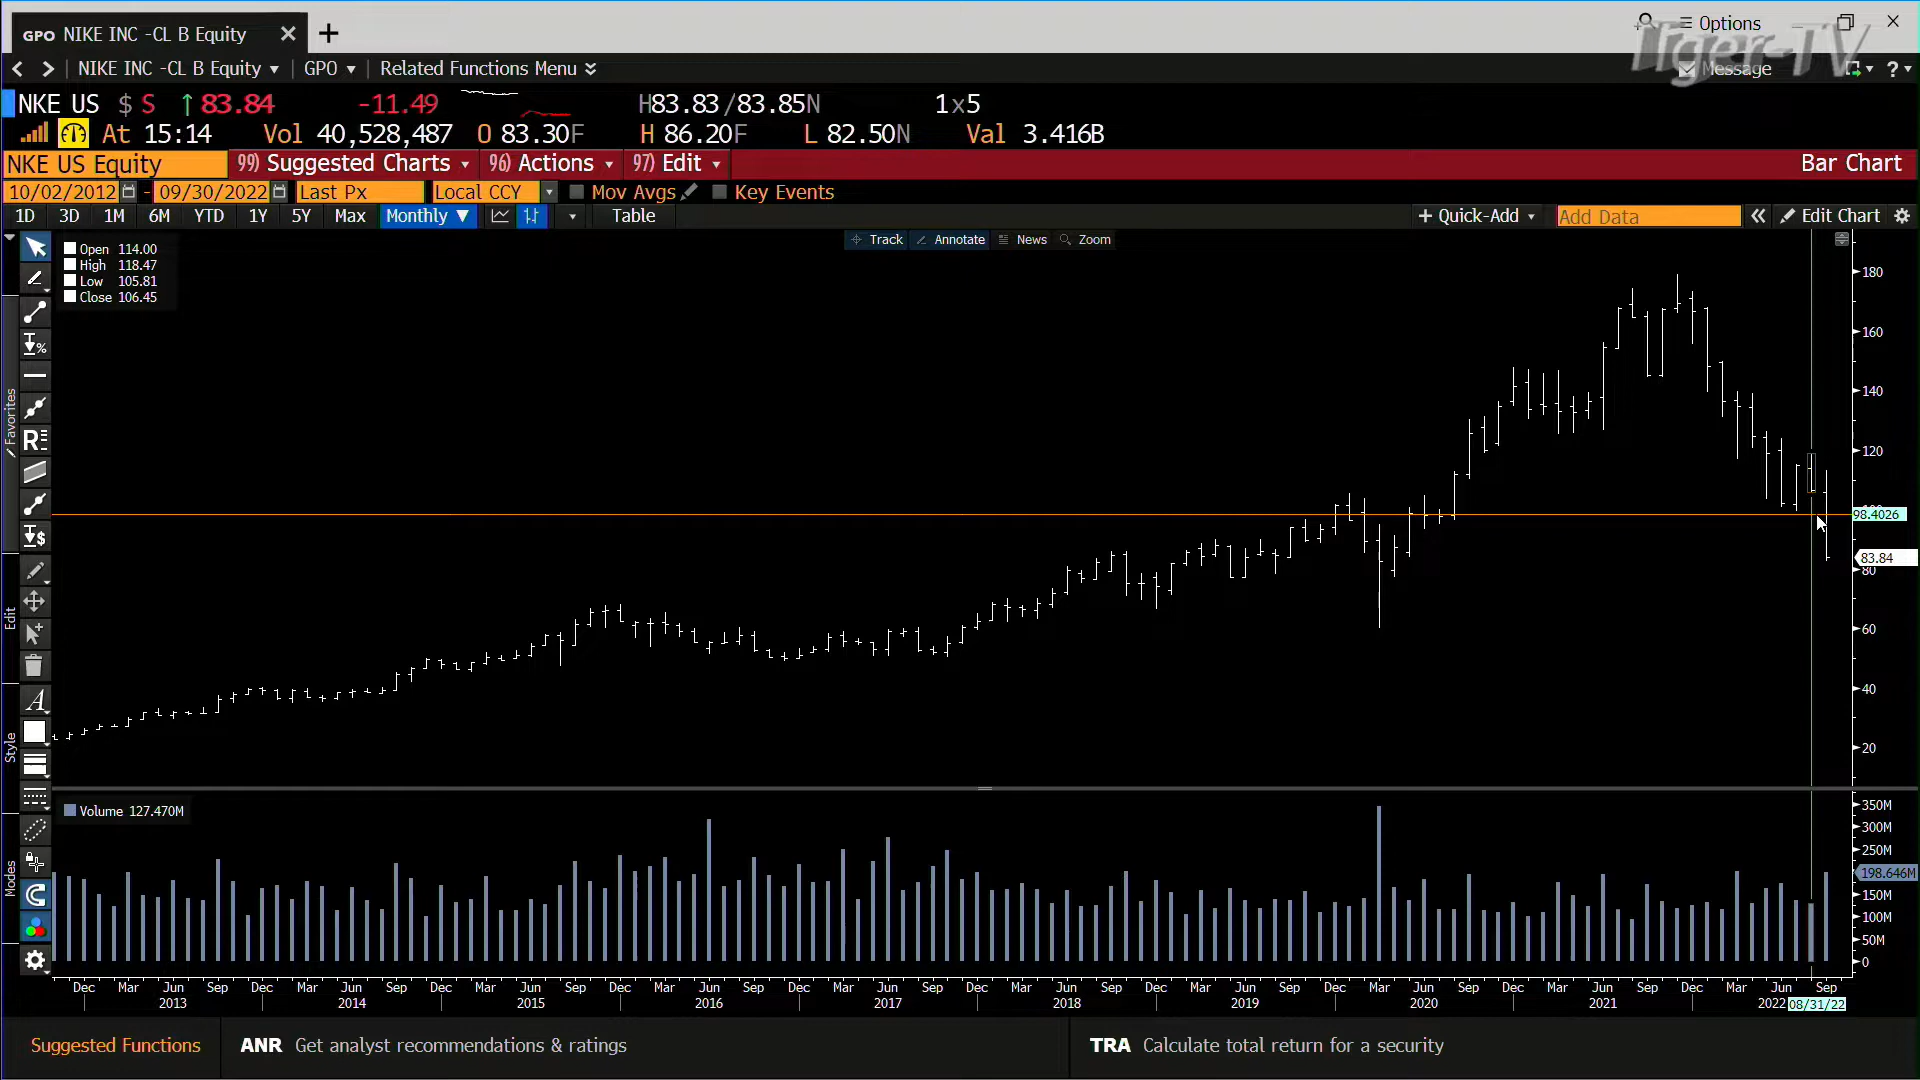 GPO NIKE INC -CL B Equity
Options
Tiger-TV
NIKE INC -CL B Equity GPO Related Functions Menu Message ?
NKE US $ S ↑ 83.84 -11.49 H83.83/83.85N 1x5
At 15:14 Vol 40,528,487 O 83.30F H 86.20F L 82.50N Val 3.416B
NKE US Equity 99) Suggested Charts 96) Actions 97) Edit Bar Chart
10/02/2012 - 09/30/2022 Last Px Local CCY Mov Avgs Key Events
1D 3D 1M 6M YTD 1Y 5Y Max Monthly ▼ Table + Quick-Add Add Data « Edit Chart
Track Annotate News Zoom
Open 114.00
High 118.47
Low 105.81
Close 106.45
180
160
140
120
98.4026
83.84
80
60
40
20
Favorites
Edit
Style
Modes
Volume 127.470M
350M
300M
250M
198.646M
150M
100M
50M
0
Dec Mar Jun Sep Dec Mar Jun Sep Dec Mar Jun Sep Dec Mar Jun Sep Dec Mar Jun Sep Dec Mar Jun Sep Dec Mar Jun Sep Dec Mar Jun Sep Dec Mar Jun Sep Dec Mar Jun Sep
2013 2014 2015 2016 2017 2018 2019 2020 2021 2022 08/31/22
Suggested Functions ANR Get analyst recommendations & ratings TRA Calculate total return for a security